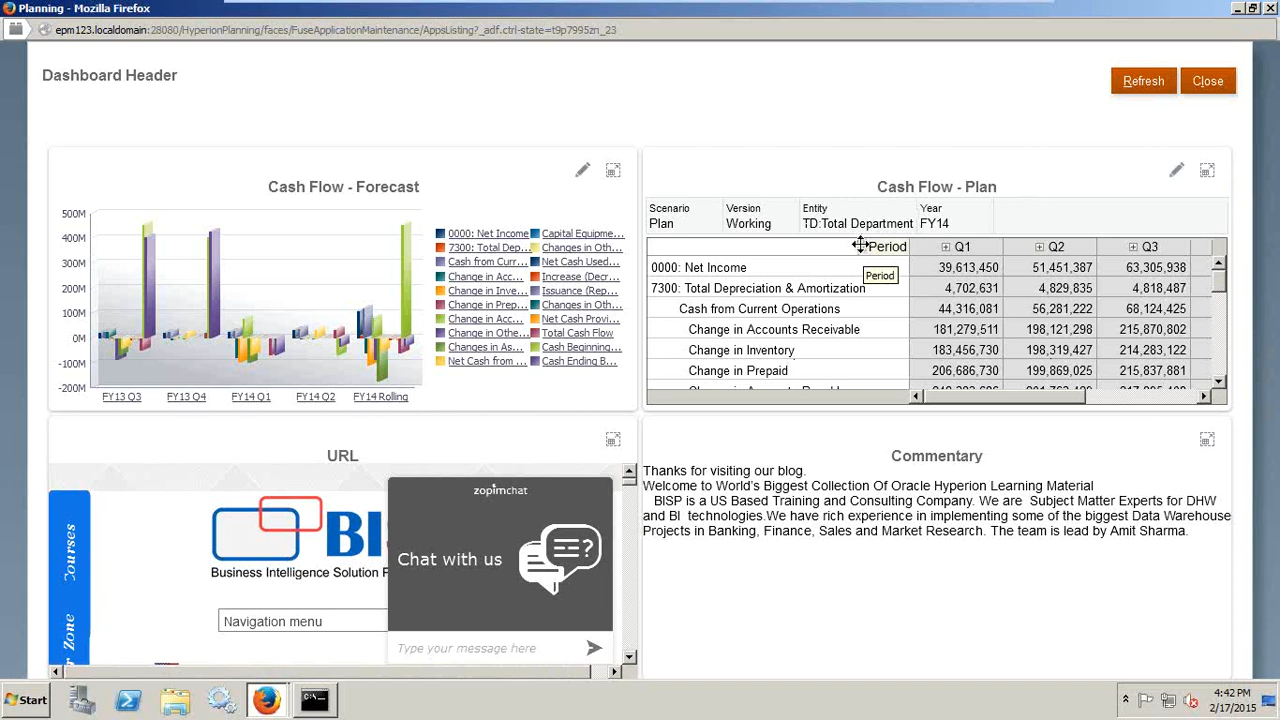 Planning - Mozilla Firefox
epm123.localdomain:28080/HyperionPlanning/faces/FuseApplicationMaintenance/AppsListing?_adf.ctrl-state=t9p7995zn_23
Dashboard Header
Refresh
Close
Cash Flow - Forecast
500M
400M
300M
200M
100M
0M
-100M
-200M
FY13 Q3
FY13 Q4
FY14 Q1
FY14 Q2
FY14 Rolling
0000: Net Income
7300: Total Dep...
Cash from Curr...
Change in Acc...
Change in Inve...
Change in Prep...
Change in Acc...
Change in Othe...
Changes in As...
Net Cash from ...
Capital Equipme...
Changes in Oth...
Net Cash Used...
Increase (Decr...
Issuance (Rep...
Changes in Oth...
Net Cash Provi...
Total Cash Flow
Cash Beginning...
Cash Ending B...
Cash Flow - Plan
Scenario Version Entity Year
Plan Working TD:Total Department FY14
Period Q1 Q2 Q3
Period
0000: Net Income 39,613,450 51,451,387 63,305,938
7300: Total Depreciation & Amortization 4,702,631 4,829,835 4,818,487
Cash from Current Operations 44,316,081 56,281,222 68,124,425
Change in Accounts Receivable 181,279,511 198,121,298 215,870,802
Change in Inventory 183,456,730 198,319,427 214,283,122
Change in Prepaid 206,686,730 199,869,025 215,837,881
URL
Courses
Zone
BI
Business Intelligence Solution
Navigation menu
zopimchat
Chat with us
Type your message here
Commentary
Thanks for visiting our blog.
Welcome to World's Biggest Collection Of Oracle Hyperion Learning Material
BISP is a US Based Training and Consulting Company. We are Subject Matter Experts for DHW
and BI technologies.We have rich experience in implementing some of the biggest Data Warehouse
Projects in Banking, Finance, Sales and Market Research. The team is lead by Amit Sharma.
Start
4:42 PM
2/17/2015